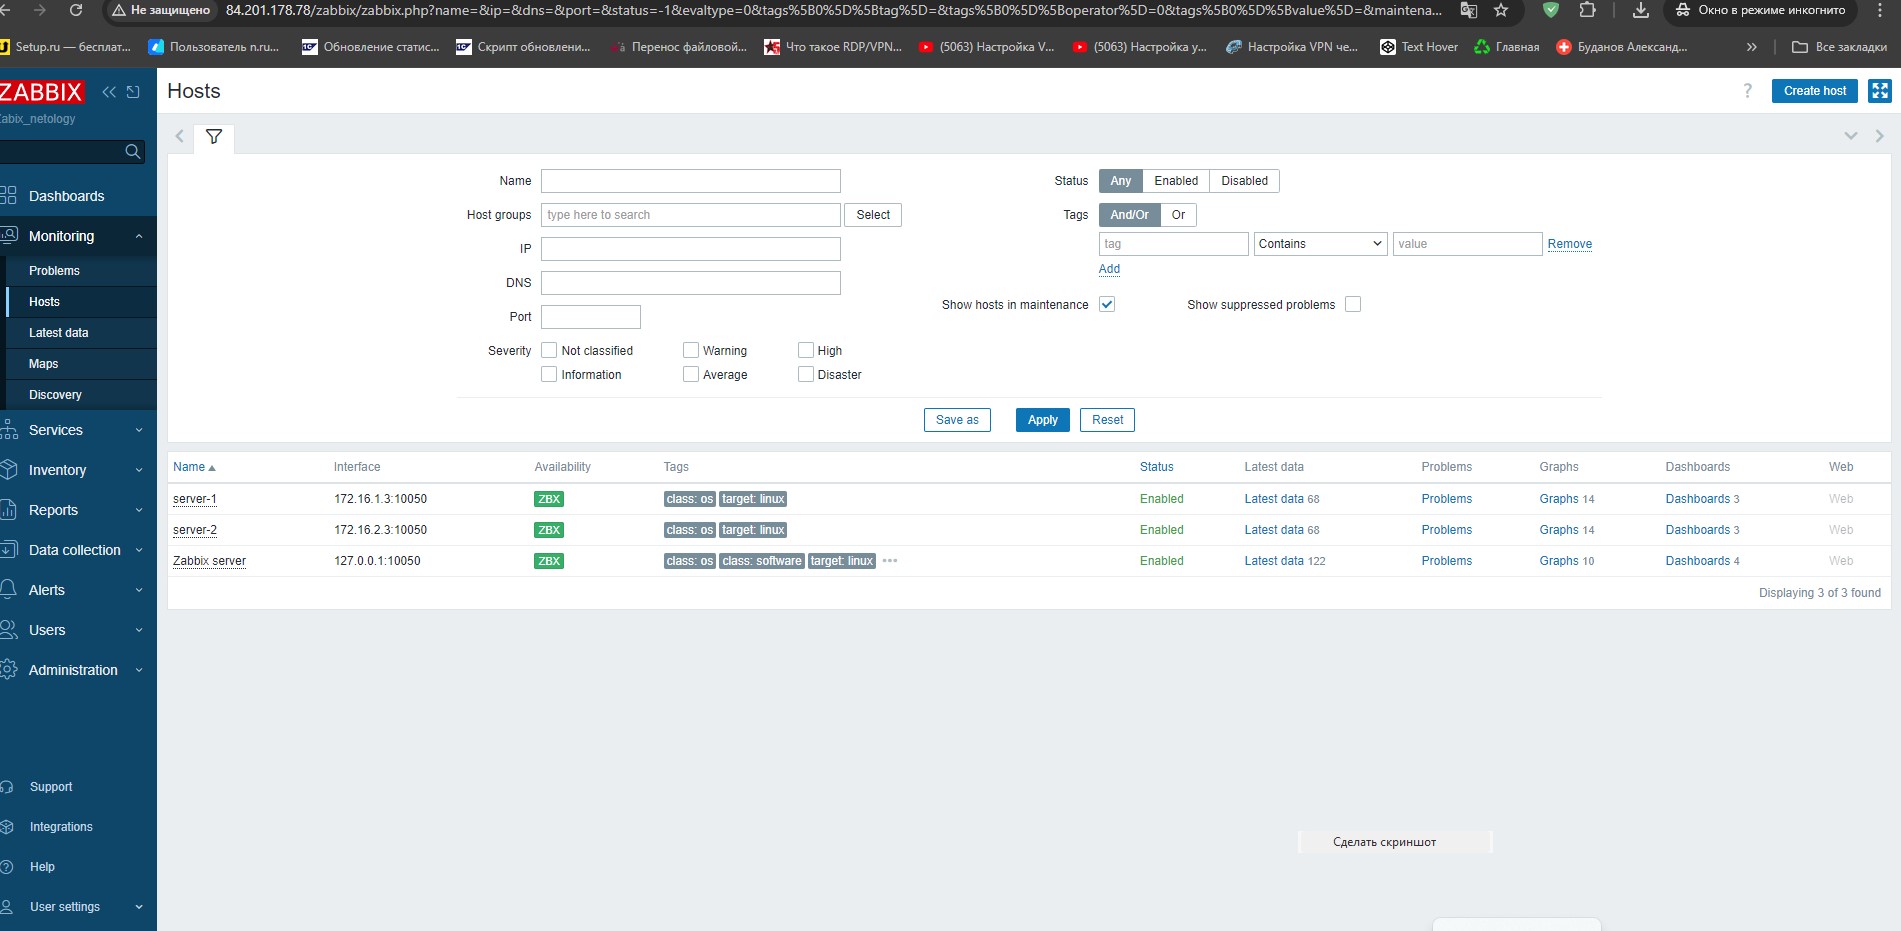 Не защищено 84.201.178.78/zabbix/zabbix.php?name=&ip=&dns=&port=&status=-1&evaltype=0&tags%5B0%5D%5Btag%5D=&tags%5B0%5D%5Boperator%5D=0&tags%5B0%5D%5Bvalue%5D=&maintena... Окно в режиме инкогнито
Setup.ru — бесплат... Пользователь n.ru... Обновление статис... Скрипт обновлени... Перенос файловой... Что такое RDP/VPN... (5063) Настройка V... (5063) Настройка у... Настройка VPN че... Text Hover Главная Буданов Александ... » Все закладки
ZABBIX
Zabix_netology
Dashboards
Monitoring
Problems
Hosts
Latest data
Maps
Discovery
Services
Inventory
Reports
Data collection
Alerts
Users
Administration
Support
Integrations
Help
User settings
Hosts
? Create host
Name
Host groups type here to search Select
IP
DNS
Port
Severity Not classified Warning High
Information Average Disaster
Status Any Enabled Disabled
Tags And/Or Or
tag Contains value Remove
Add
Show hosts in maintenance Show suppressed problems
Save as Apply Reset
Name Interface Availability Tags Status Latest data Problems Graphs Dashboards Web
server-1 172.16.1.3:10050 ZBX class: os target: linux Enabled Latest data 68 Problems Graphs 14 Dashboards 3 Web
server-2 172.16.2.3:10050 ZBX class: os target: linux Enabled Latest data 68 Problems Graphs 14 Dashboards 3 Web
Zabbix server 127.0.0.1:10050 ZBX class: os class: software target: linux ••• Enabled Latest data 122 Problems Graphs 10 Dashboards 4 Web
Displaying 3 of 3 found
Сделать скриншот